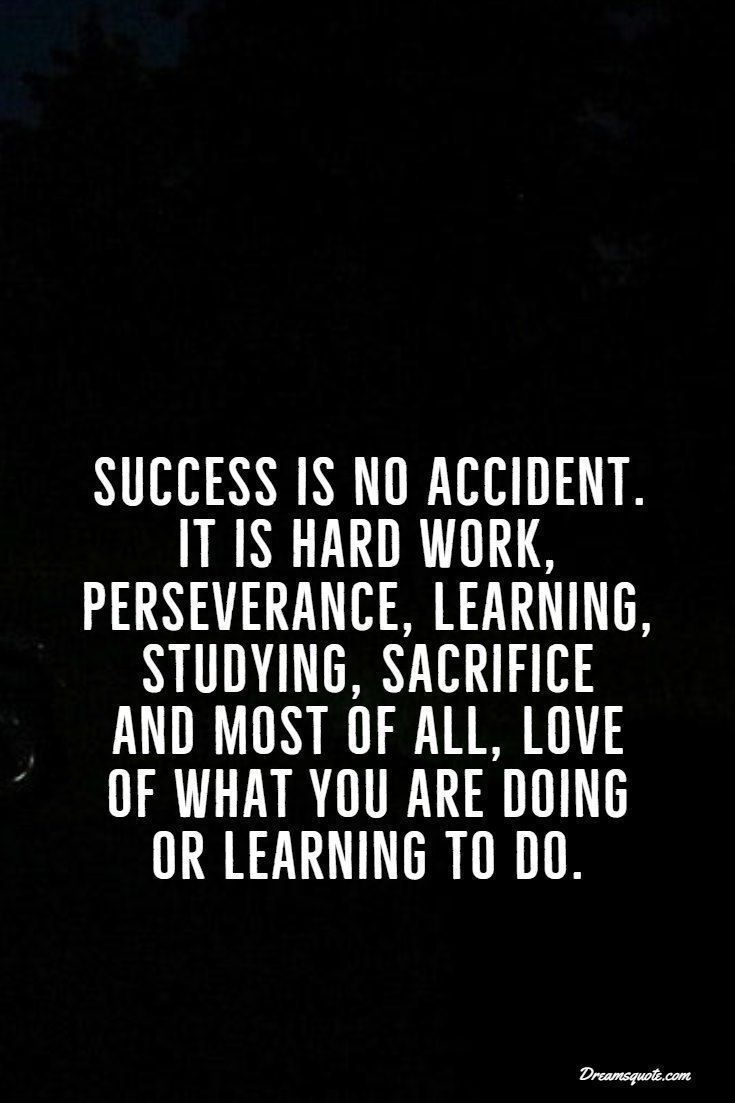 SUCCESS IS NO ACCIDENT.
IT IS HARD WORK,
PERSEVERANCE, LEARNING,
STUDYING, SACRIFICE
AND MOST OF ALL, LOVE
OF WHAT YOU ARE DOING
OR LEARNING TO DO.
Dreamsquote.com